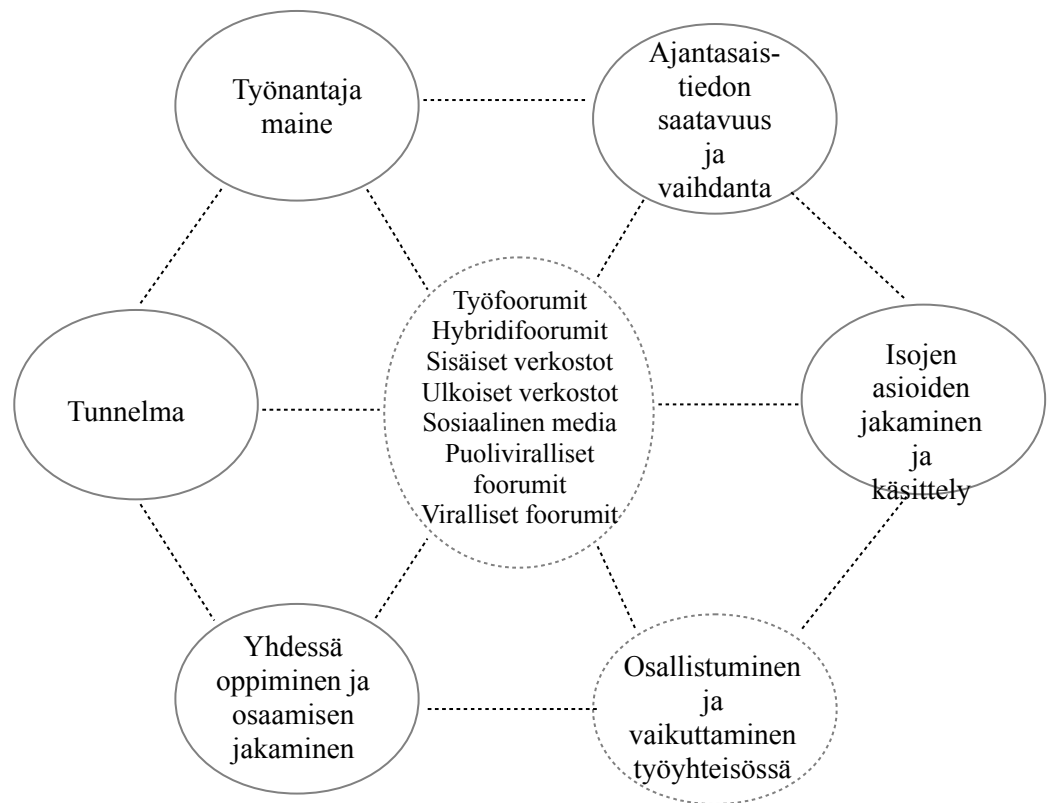 Työnantaja
maine
Ajantasais-
tiedon
saatavuus
ja
vaihdanta
Tunnelma
Työfoorumit
Hybridifoorumit
Sisäiset verkostot
Ulkoiset verkostot
Sosiaalinen media
Puoliviralliset
foorumit
Viralliset foorumit
Isojen
asioiden
jakaminen
ja
käsittely
Yhdessä
oppiminen ja
osaamisen
jakaminen
Osallistuminen
ja
vaikuttaminen
työyhteisössä